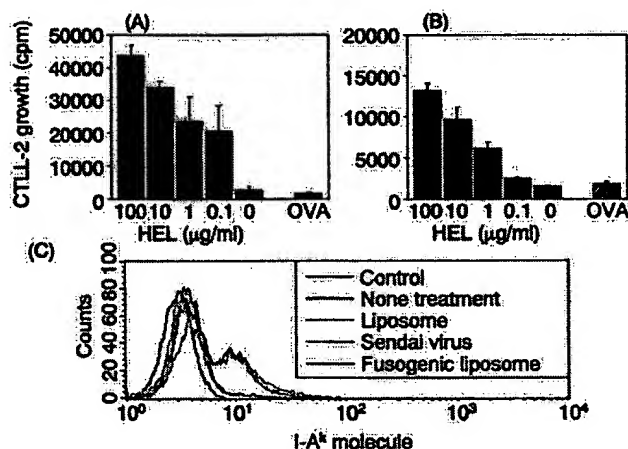 (A)
(B)
CTLL-2 growth (cpm)
50000
40000
30000
20000
10000
0
100 10 1 0.1 0 OVA
HEL (µg/ml)
20000
15000
10000
5000
0
100 10 1 0.1 0 OVA
HEL (µg/ml)
(C)
Counts
100
80
60
40
20
0
Control
None treatment
Liposome
Sendai virus
Fusogenic liposome
10⁰ 10¹ 10² 10³ 10⁴
I-Aᵏ molecule